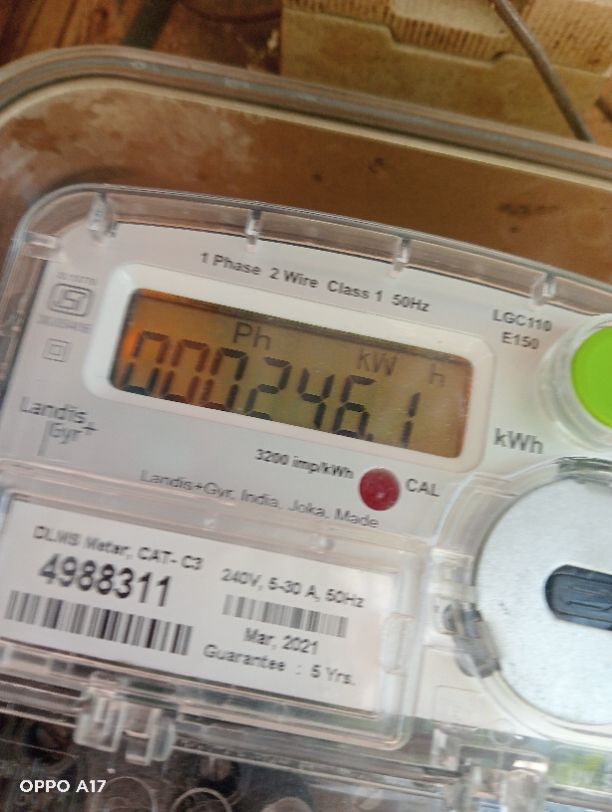 1 Phase 2 Wire Class 1 50Hz
LGC110
E150
Ph kW h
000246.1
kWh
Landis+
Gyr+
3200 imp/kWh
CAL
Landis+Gyr, India, Joka, Made
DLMS Meter, CAT- C3
4988311
240V, 5-30 A, 50Hz
Mar, 2021
Guarantee : 5 Yrs.
OPPO A17